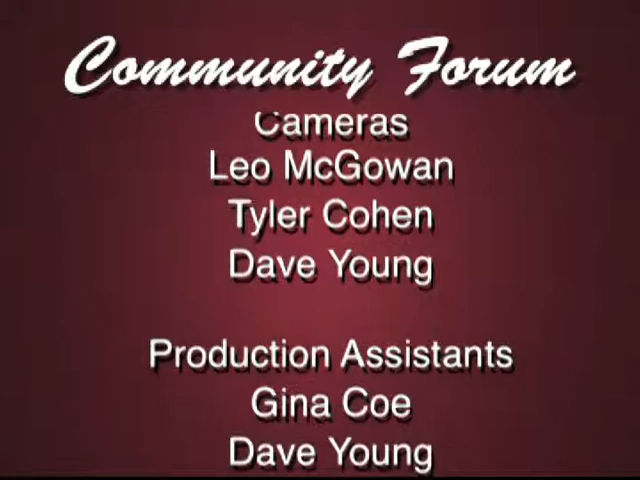 Community Forum
Cameras
Leo McGowan
Tyler Cohen
Dave Young
Production Assistants
Gina Coe
Dave Young